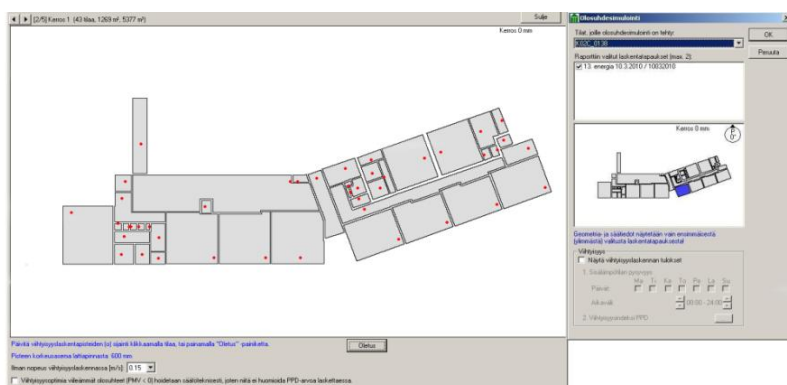 [2/5] Kerros 1 (43 tilaa, 1269 m², 5377 m³)
Sulje
Kerros 0 mm
Päivitä viihtyisyyslaskentapisteiden (o) sijainti klikkaamalla tilaa, tai painamalla "Oletus" -painiketta.
Oletus
Pisteen korkeusasema lattiapinnasta: 600 mm
Ilman nopeus viihtyisyyslaskennassa [m/s]: 0.15
Viihtyisyysoptimia viileämmät olosuhteet (PMV < 0) hoidetaan säätöteknisesti, joten niitä ei huomioida PPD-arvoa laskettaessa.
Olosuhdesimulointi
Tilat, joille olosuhdesimulointi on tehty:
OK
Peruuta
Raporttiin valitut laskentatapaukset (max. 2):
13. energia 10.3.2010 / 10032010
Kerros 0 mm
P
0°
Geometria- ja säätiedot näytetään vain ensimmäisestä
(ylimmästä) valitusta laskentatapauksesta!
Viihtyisyys
Näytä viihtyisyyslaskennan tulokset
1. Sisälämpötilan pysyvyys
Ma Ti Ke To Pe La Su
Päivät:
Aikaväli: 00:00 - 24:00
2. Viihtyisyysindeksi PPD